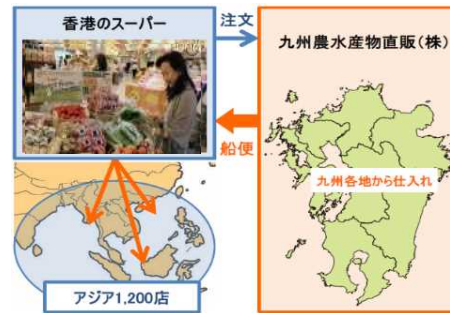 香港のスーパー
注文
九州農水産物直販(株)
船便
九州各地から仕入れ
アジア1,200店